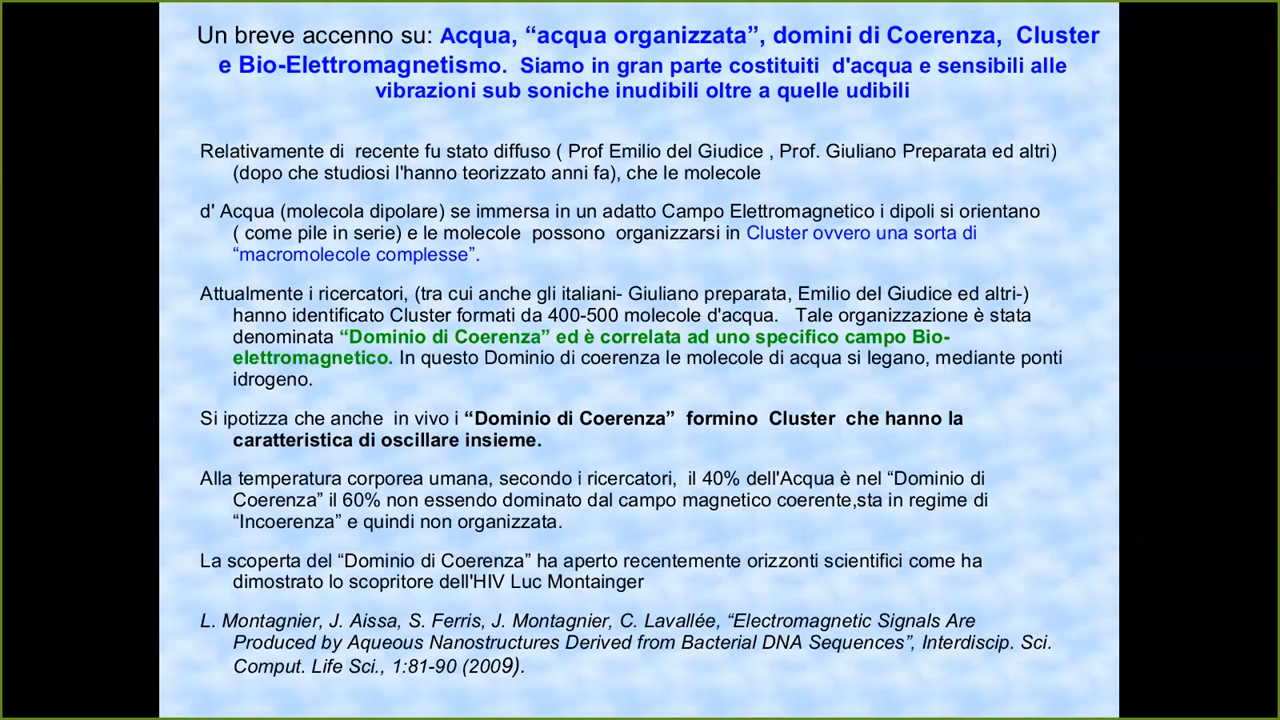 Un breve accenno su: Acqua, “acqua organizzata”, domini di Coerenza, Cluster
e Bio-Elettromagnetismo. Siamo in gran parte costituiti d'acqua e sensibili alle
vibrazioni sub soniche inudibili oltre a quelle udibili
Relativamente di recente fu stato diffuso ( Prof Emilio del Giudice , Prof. Giuliano Preparata ed altri)
(dopo che studiosi l'hanno teorizzato anni fa), che le molecole
d' Acqua (molecola dipolare) se immersa in un adatto Campo Elettromagnetico i dipoli si orientano
( come pile in serie) e le molecole possono organizzarsi in Cluster ovvero una sorta di
“macromolecole complesse”.
Attualmente i ricercatori, (tra cui anche gli italiani- Giuliano preparata, Emilio del Giudice ed altri-)
hanno identificato Cluster formati da 400-500 molecole d'acqua. Tale organizzazione è stata
denominata “Dominio di Coerenza” ed è correlata ad uno specifico campo Bio-
elettromagnetico. In questo Dominio di coerenza le molecole di acqua si legano, mediante ponti
idrogeno.
Si ipotizza che anche in vivo i “Dominio di Coerenza” formino Cluster che hanno la
caratteristica di oscillare insieme.
Alla temperatura corporea umana, secondo i ricercatori, il 40% dell'Acqua è nel “Dominio di
Coerenza” il 60% non essendo dominato dal campo magnetico coerente,sta in regime di
“Incoerenza” e quindi non organizzata.
La scoperta del “Dominio di Coerenza” ha aperto recentemente orizzonti scientifici come ha
dimostrato lo scopritore dell'HIV Luc Montainger
L. Montagnier, J. Aissa, S. Ferris, J. Montagnier, C. Lavallée, “Electromagnetic Signals Are
Produced by Aqueous Nanostructures Derived from Bacterial DNA Sequences”, Interdiscip. Sci.
Comput. Life Sci., 1:81-90 (2009).